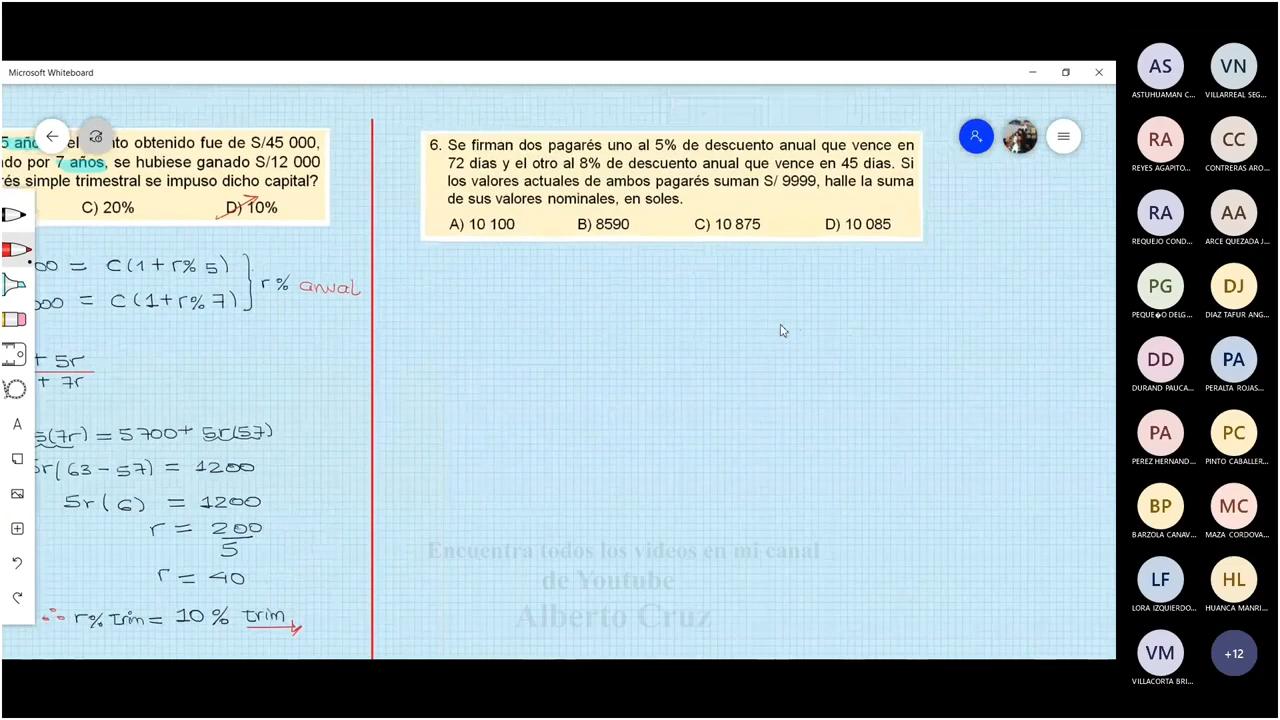 Microsoft Whiteboard
5 año el to obtenido fue de S/45 000,
do por 7 años, se hubiese ganado S/12 000
rés simple trimestral se impuso dicho capital?
C) 20% D) 10%
00 = C(1+r% 5)
000 = C(1+r% 7)
r% anual
+ 5r
+ 7r
5(7r) = 5700 + 5r(57)
5r(63-57) = 1200
5r(6) = 1200
r = 200
5
r = 40
∴ r% Trim = 10% trim
6. Se firman dos pagarés uno al 5% de descuento anual que vence en
72 días y el otro al 8% de descuento anual que vence en 45 días. Si
los valores actuales de ambos pagarés suman S/ 9999, halle la suma
de sus valores nominales, en soles.
A) 10 100 B) 8590 C) 10 875 D) 10 085
Encuentra todos los videos en mi canal
de Youtube
Alberto Cruz
A
AS VN
ASTUHUAMAN C... VILLARREAL SEG...
RA CC
REYES AGAPITO... CONTRERAS ARO...
RA AA
REQUEJO COND... ARCE QUEZADA J...
PG DJ
PEQUE�O DELG... DIAZ TAFUR ANG...
DD PA
DURAND PAUCA... PERALTA ROJAS...
PA PC
PEREZ HERNAND... PINTO CABALLER...
BP MC
BARZOLA CANAV... MAZA CORDOVA...
LF HL
LORA IZQUIERDO... HUANCA MANRI...
VM +12
VILLACORTA BRI...